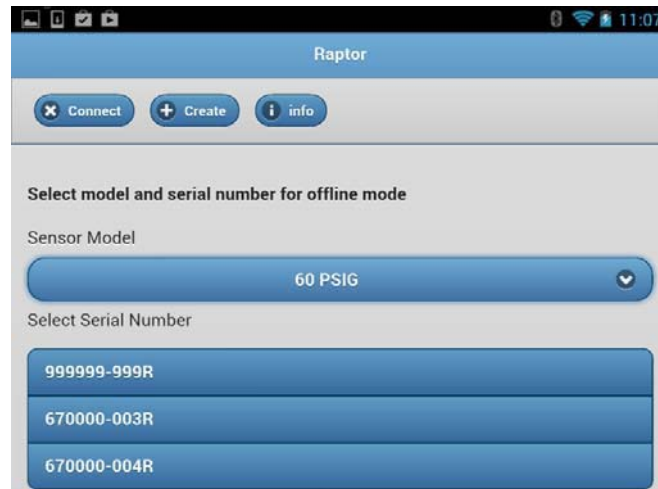 11:07
Raptor
Connect Create info
Select model and serial number for offline mode
Sensor Model
60 PSIG
Select Serial Number
999999-999R
670000-003R
670000-004R